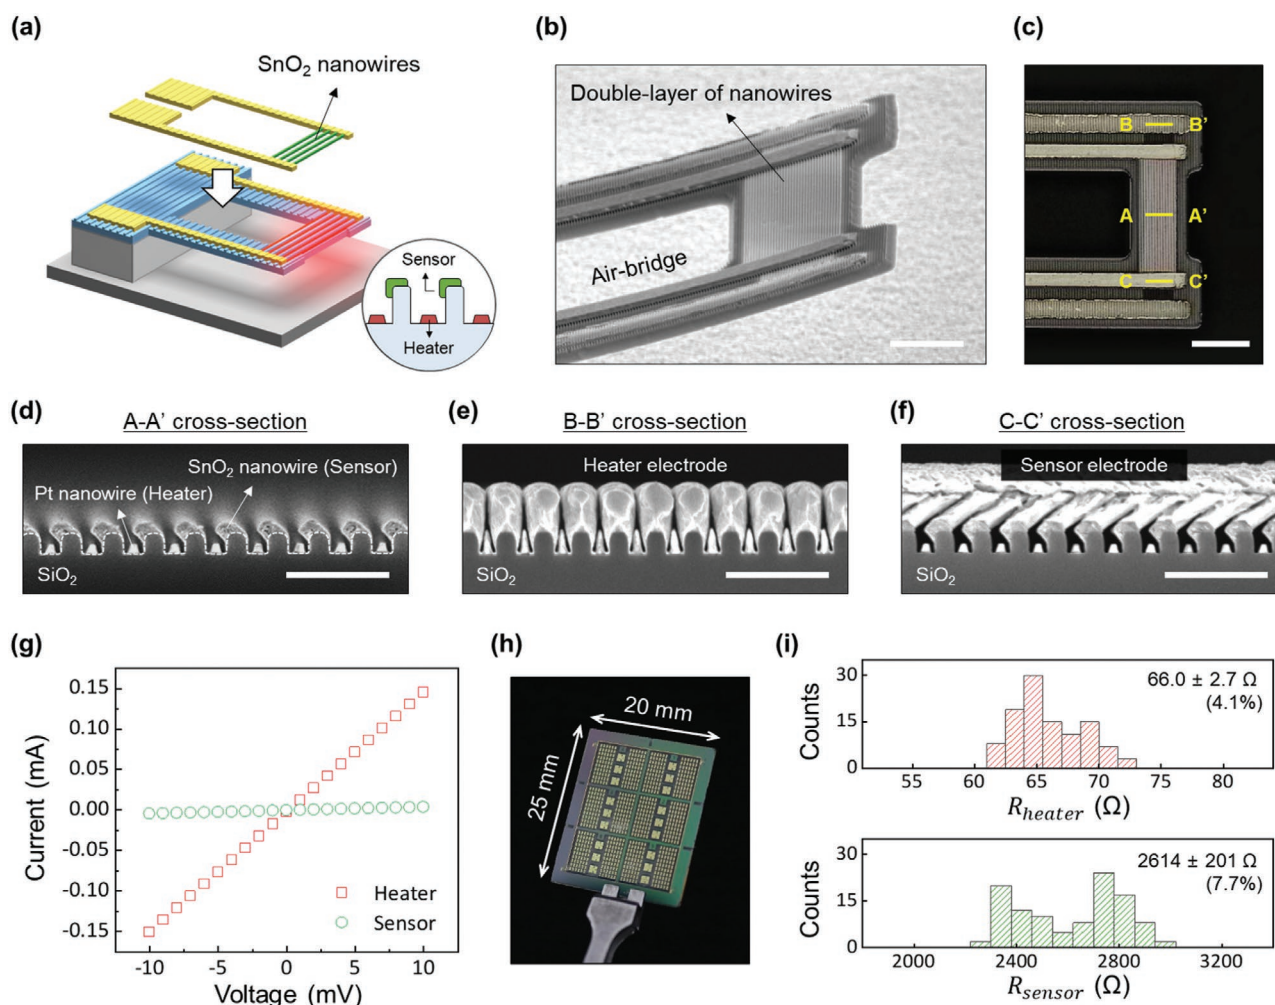 (a)
SnO₂ nanowires
Sensor
Heater
(b)
Double-layer of nanowires
Air-bridge
(c)
B B'
A A'
C C'
(d)
A-A' cross-section
SnO₂ nanowire (Sensor)
Pt nanowire (Heater)
SiO₂
(e)
B-B' cross-section
Heater electrode
SiO₂
(f)
C-C' cross-section
Sensor electrode
SiO₂
(g)
Current (mA)
0.15
0.10
0.05
0.00
-0.05
-0.10
-0.15
Heater
Sensor
-10 -5 0 5 10
Voltage (mV)
(h)
20 mm
25 mm
(i)
Counts
30
15
0
66.0 ± 2.7 Ω
(4.1%)
55 60 65 70 75 80
R_heater (Ω)
Counts
30
15
0
2614 ± 201 Ω
(7.7%)
2000 2400 2800 3200
R_sensor (Ω)